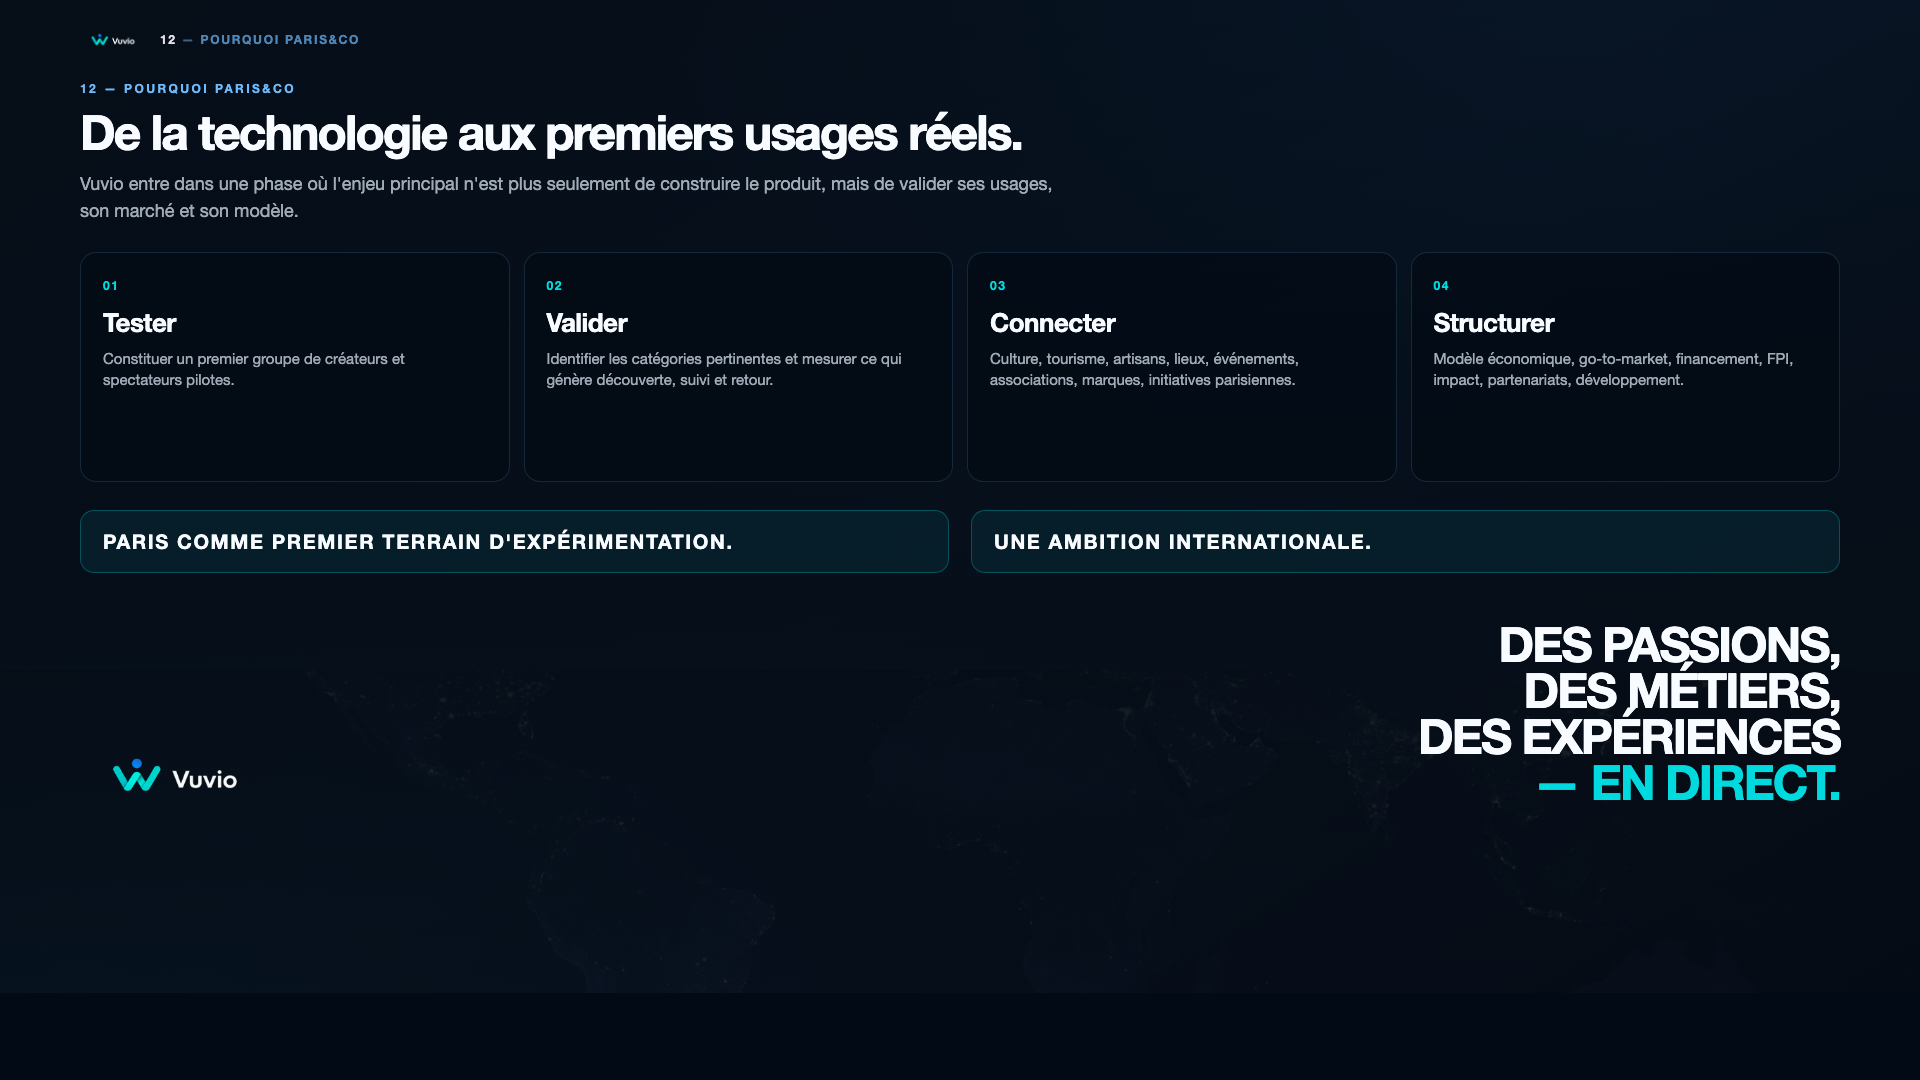 Vuvio
12 — POURQUOI PARIS&CO
12 — POURQUOI PARIS&CO
De la technologie aux premiers usages réels.
Vuvio entre dans une phase où l'enjeu principal n'est plus seulement de construire le produit, mais de valider ses usages,
son marché et son modèle.
01
Tester
Constituer un premier groupe de créateurs et
spectateurs pilotes.
02
Valider
Identifier les catégories pertinentes et mesurer ce qui
génère découverte, suivi et retour.
03
Connecter
Culture, tourisme, artisans, lieux, événements,
associations, marques, initiatives parisiennes.
04
Structurer
Modèle économique, go-to-market, financement, FPI,
impact, partenariats, développement.
PARIS COMME PREMIER TERRAIN D'EXPÉRIMENTATION.
UNE AMBITION INTERNATIONALE.
DES PASSIONS,
DES MÉTIERS,
DES EXPÉRIENCES
— EN DIRECT.
Vuvio